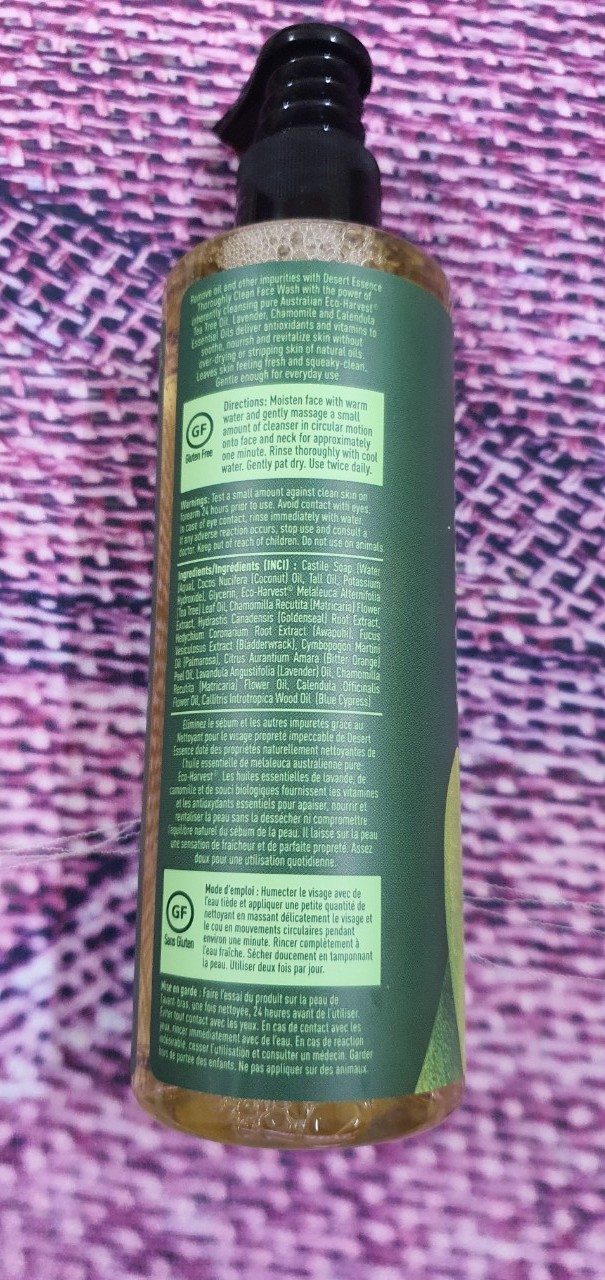 Remove oil and other impurities with Desert Essence
Thoroughly Clean Face Wash with the power of
inherently cleansing pure Australian Eco-Harvest®
Tea Tree Oil. Lavender, Chamomile and Calendula
Essential Oils deliver antioxidants and vitamins to
soothe, nourish and revitalize skin without
over-drying or stripping skin of natural oils.
Leaves skin feeling fresh and squeaky-clean.
Gentle enough for everyday use.
GF
Gluten Free
Directions: Moisten face with warm
water and gently massage a small
amount of cleanser in circular motion
onto face and neck for approximately
one minute. Rinse thoroughly with cool
water. Gently pat dry. Use twice daily.
Warnings: Test a small amount against clean skin on
forearm 24 hours prior to use. Avoid contact with eyes.
In case of eye contact, rinse immediately with water.
If any adverse reaction occurs, stop use and consult a
doctor. Keep out of reach of children. Do not use on animals.
Ingredients/Ingrédients (INCI) : Castile Soap [Water
(Aqua), Cocos Nucifera (Coconut) Oil, Tall Oil, Potassium
Hydroxide], Glycerin, Eco-Harvest® Melaleuca Alternifolia
(Tea Tree) Leaf Oil, Chamomilla Recutita (Matricaria) Flower
Extract, Hydrastis Canadensis (Goldenseal) Root Extract,
Hedychium Coronarium Root Extract (Awapuhi), Fucus
Vesiculosus Extract (Bladderwrack), Cymbopogon Martini
Oil (Palmarosa), Citrus Aurantium Amara (Bitter Orange)
Peel Oil, Lavandula Angustifolia (Lavender) Oil, Chamomilla
Recutita (Matricaria) Flower Oil, Calendula Officinalis
Flower Oil, Callitris Introtropica Wood Oil (Blue Cypress)
Éliminez le sébum et les autres impuretés grâce au
Nettoyant pour le visage propreté impeccable de Desert
Essence doté des propriétés naturellement nettoyantes de
l'huile essentielle de melaleuca australienne pure
Eco-Harvest®. Les huiles essentielles de lavande, de
camomille et de souci biologiques fournissent les vitamines
et les antioxydants essentiels pour apaiser, nourrir et
revitaliser la peau sans la dessécher ni compromettre
l'équilibre naturel du sébum de la peau. Il laisse sur la peau
une sensation de fraîcheur et de parfaite propreté. Assez
doux pour une utilisation quotidienne.
GF
Sans Gluten
Mode d'emploi : Humecter le visage avec de
l'eau tiède et appliquer une petite quantité de
nettoyant en massant délicatement le visage et
le cou en mouvements circulaires pendant
environ une minute. Rincer complètement à
l'eau fraîche. Sécher doucement en tamponnant
la peau. Utiliser deux fois par jour.
Mise en garde : Faire l'essai du produit sur la peau de
l'avant-bras, une fois nettoyée, 24 heures avant de l'utiliser.
Éviter tout contact avec les yeux. En cas de contact avec les
yeux, rincer immédiatement avec de l'eau. En cas de réaction
indésirable, cesser l'utilisation et consulter un médecin. Garder
hors de portée des enfants. Ne pas appliquer sur des animaux.